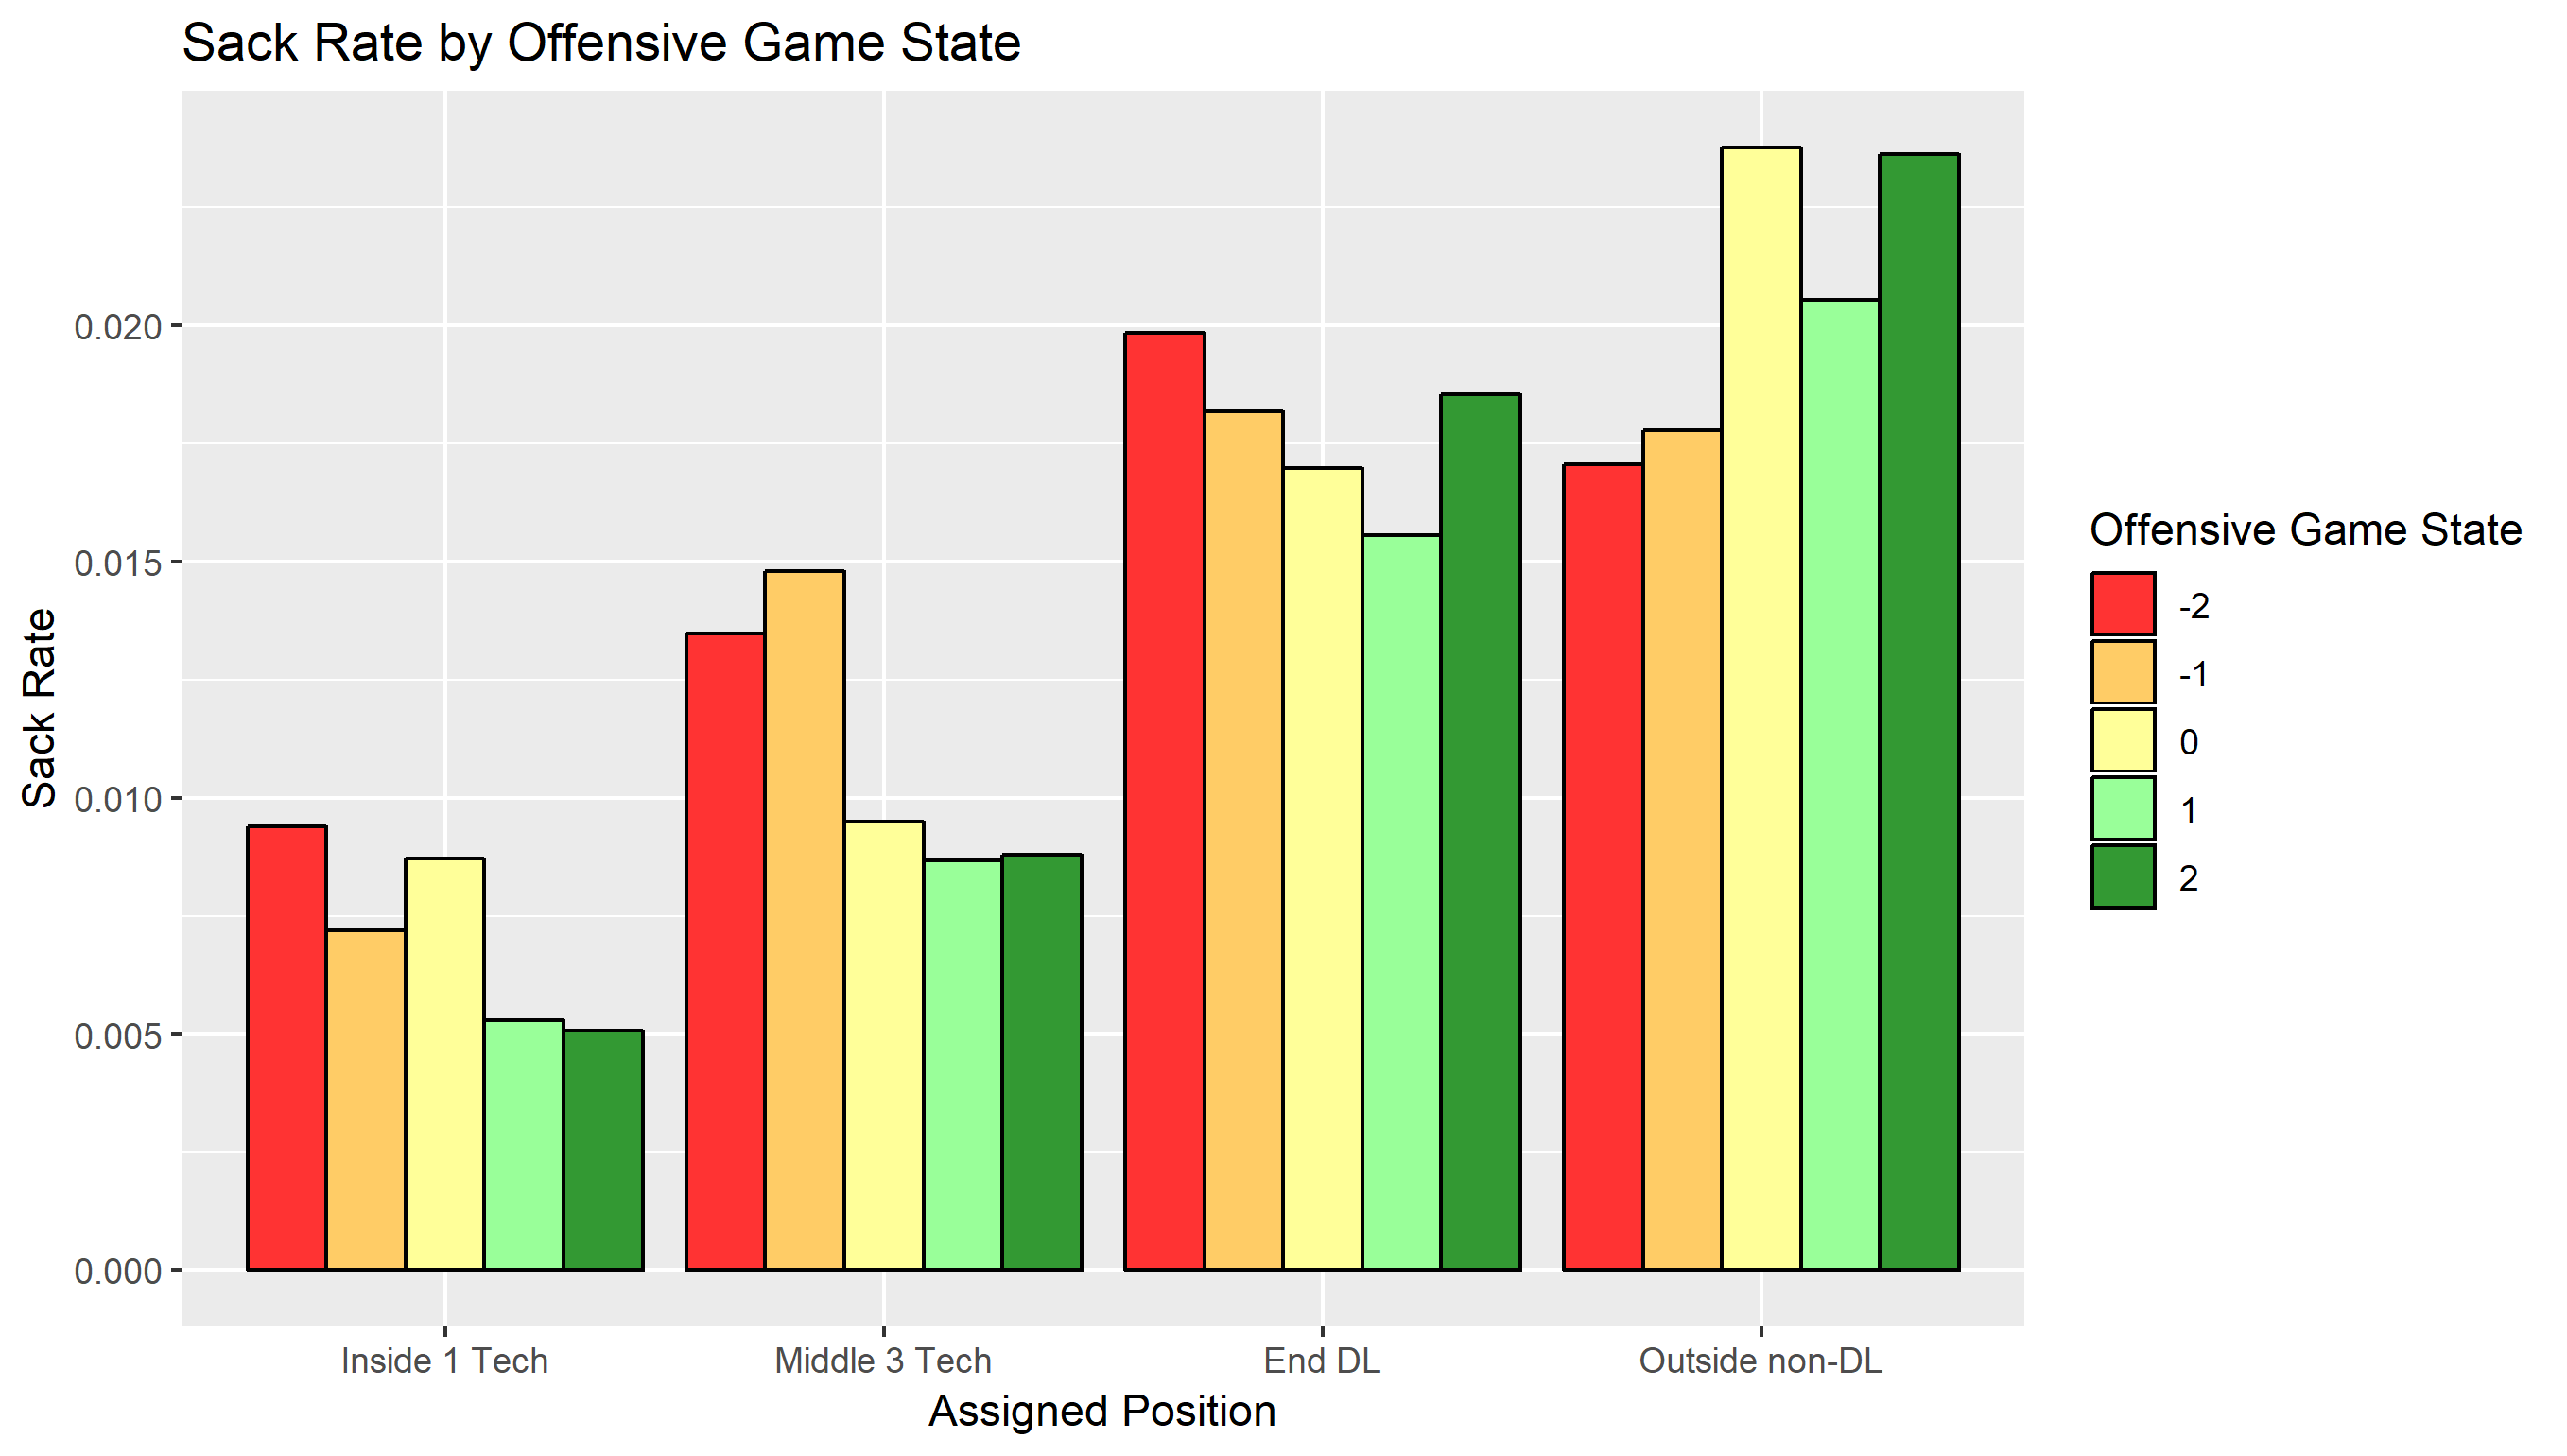 Sack Rate by Offensive Game State
0.020
0.015
0.010
0.005
0.000
Sack Rate
Inside 1 Tech
Middle 3 Tech
End DL
Outside non-DL
Assigned Position
Offensive Game State
-2
-1
0
1
2